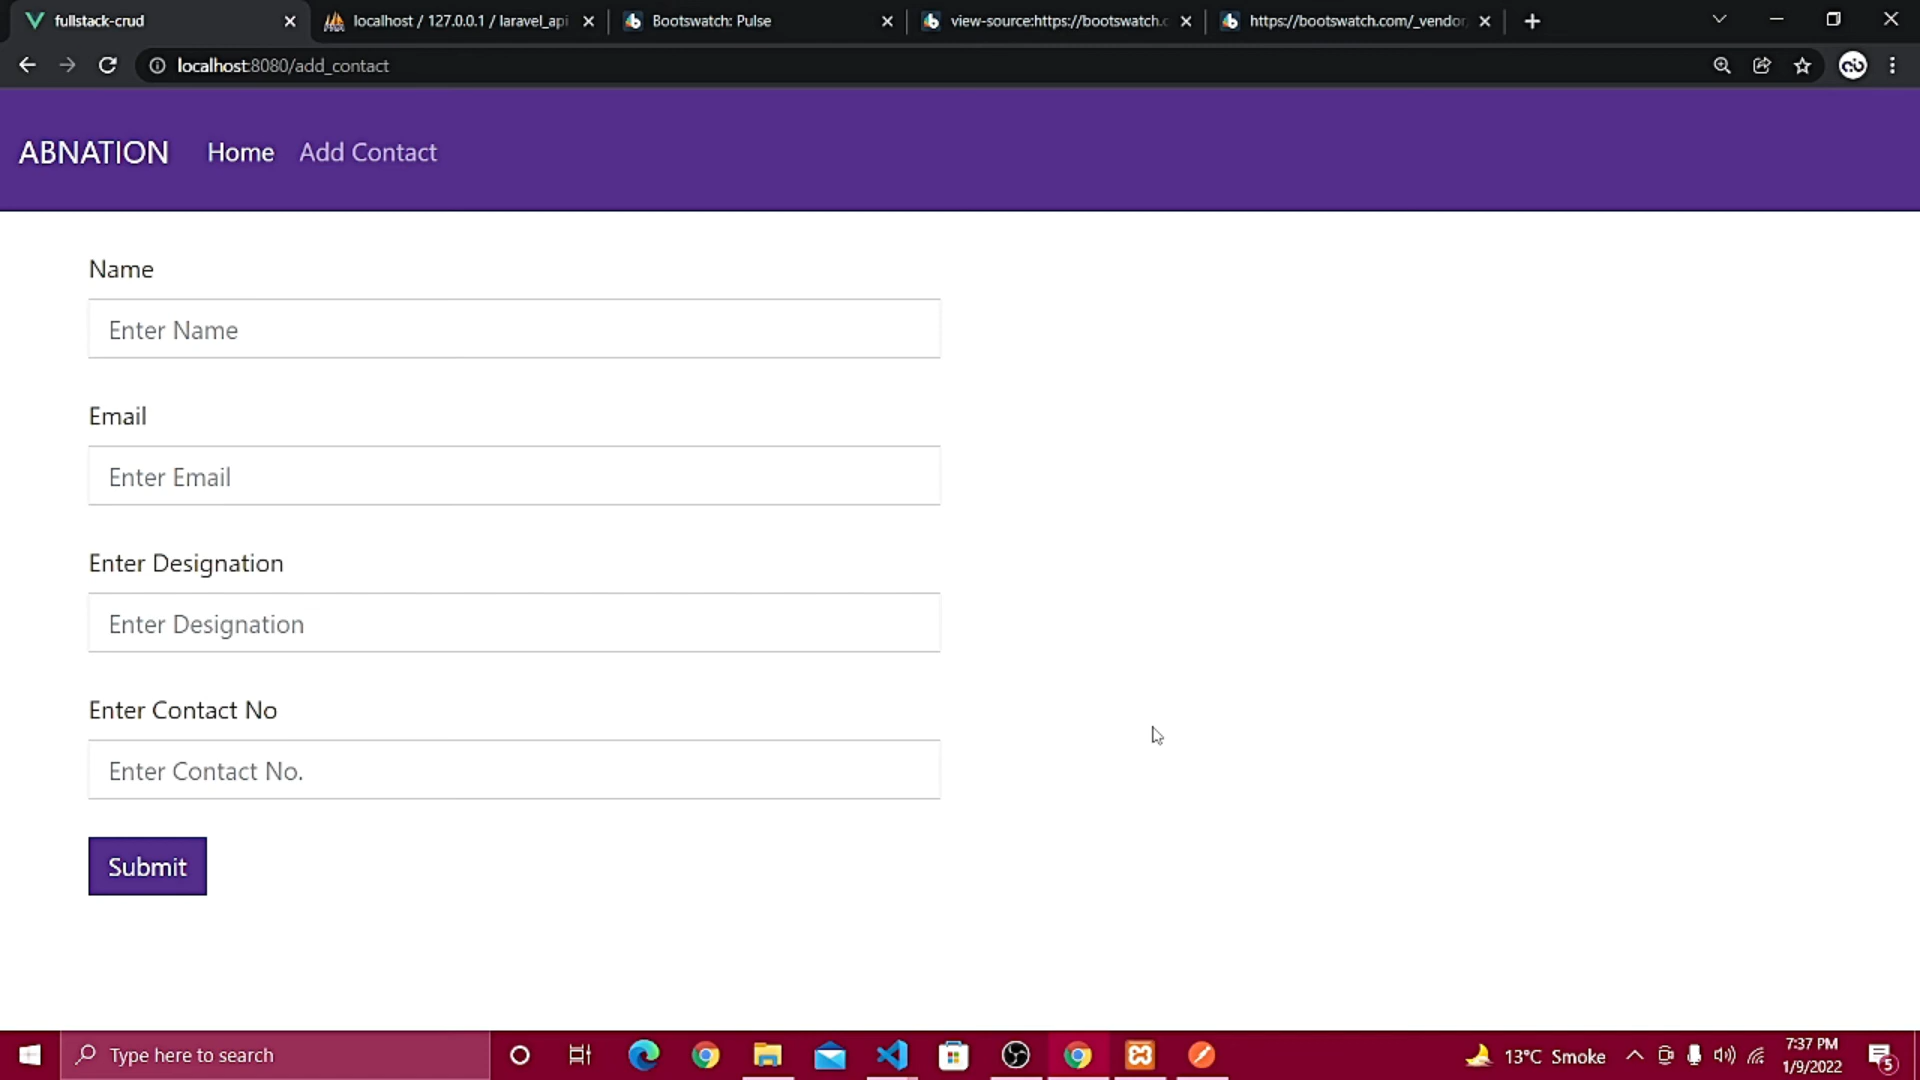 fullstack-crud
localhost / 127.0.0.1 / laravel_api
Bootswatch: Pulse
view-source:https://bootswatch.c
https://bootswatch.com/_vendor
localhost:8080/add_contact
ABNATION Home Add Contact
Name
Enter Name
Email
Enter Email
Enter Designation
Enter Designation
Enter Contact No
Enter Contact No.
Submit
Type here to search
13°C Smoke
7:37 PM
1/9/2022
5